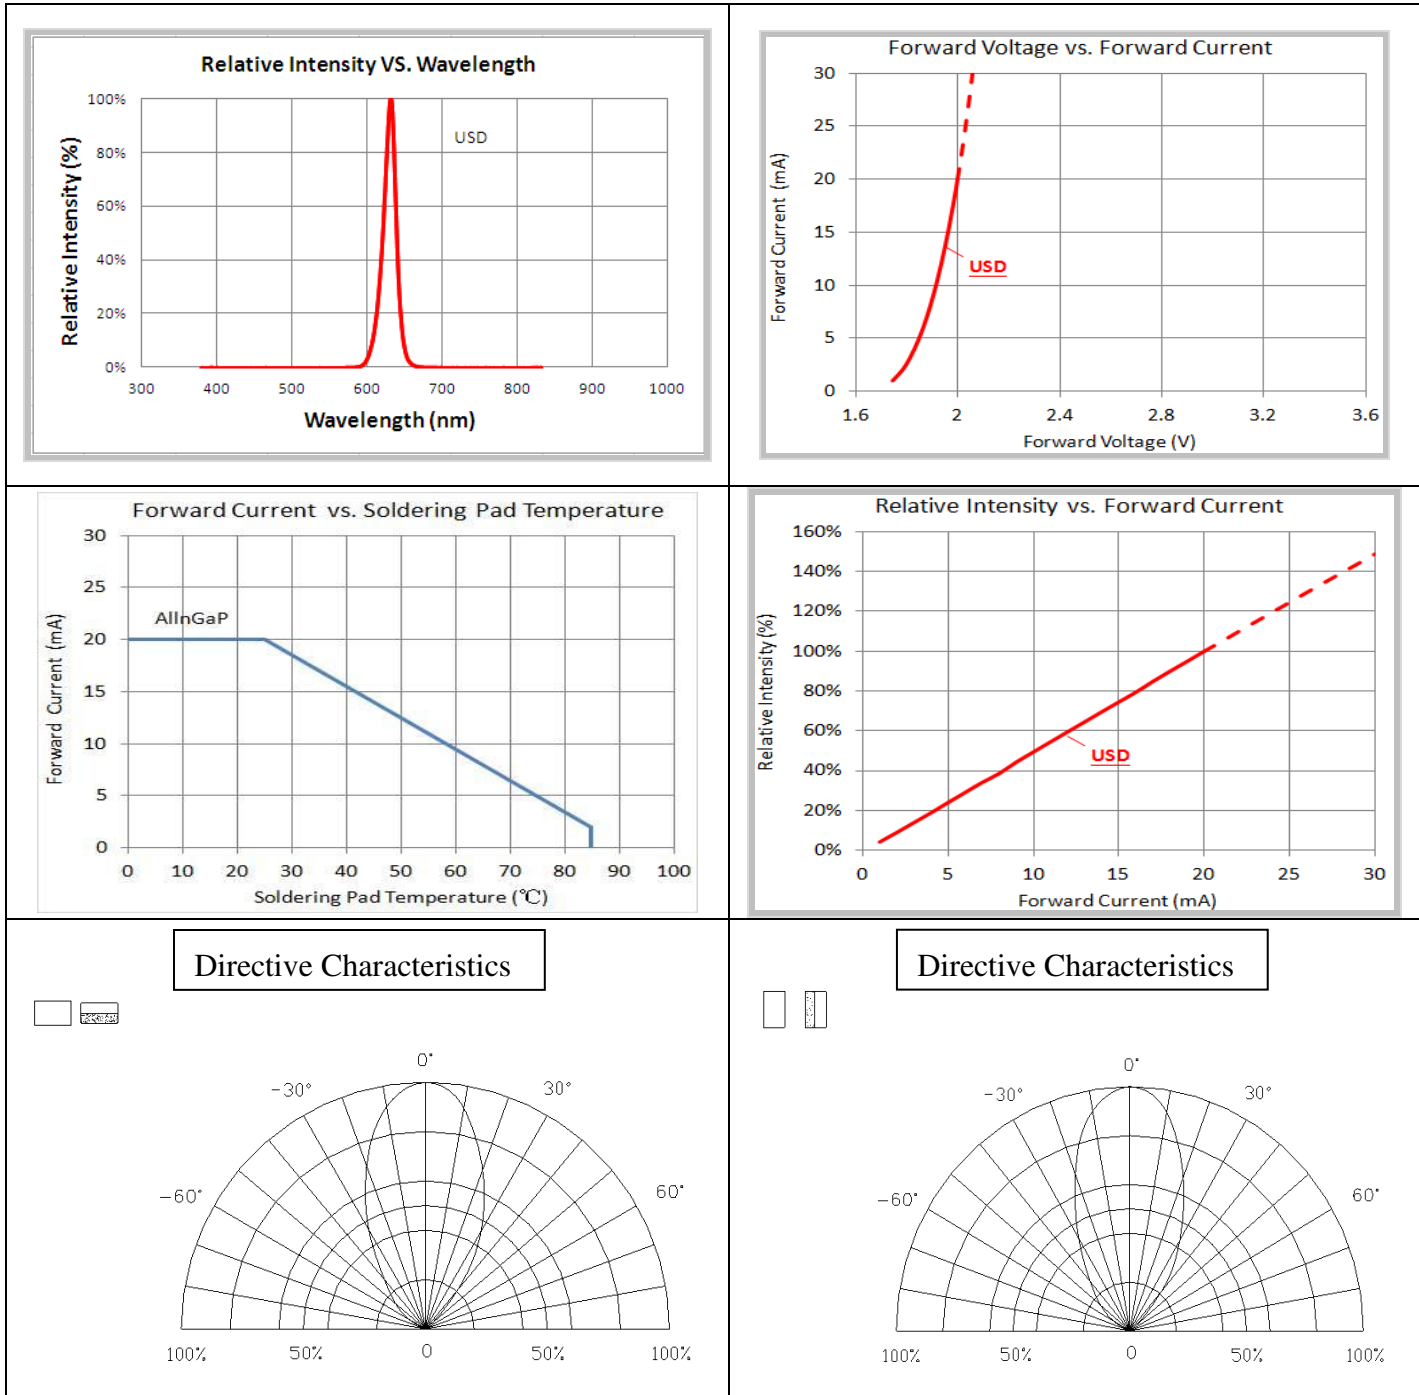 Relative Intensity VS. Wavelength
Relative Intensity (%)
100%
80%
60%
40%
20%
0%
USD
300 400 500 600 700 800 900 1000
Wavelength (nm)
Forward Voltage vs. Forward Current
Forward Current (mA)
30
25
20
15
10
5
0
USD
1.6 2 2.4 2.8 3.2 3.6
Forward Voltage (V)
Forward Current vs. Soldering Pad Temperature
Forward Current (mA)
30
25
20
15
10
5
0
AlInGaP
0 10 20 30 40 50 60 70 80 90 100
Soldering Pad Temperature (℃)
Relative Intensity vs. Forward Current
Relative Intensity (%)
160%
140%
120%
100%
80%
60%
40%
20%
0%
USD
0 5 10 15 20 25 30
Forward Current (mA)
Directive Characteristics
0°
-30° 30°
-60° 60°
100% 50% 0 50% 100%
Directive Characteristics
0°
-30° 30°
-60° 60°
100% 50% 0 50% 100%